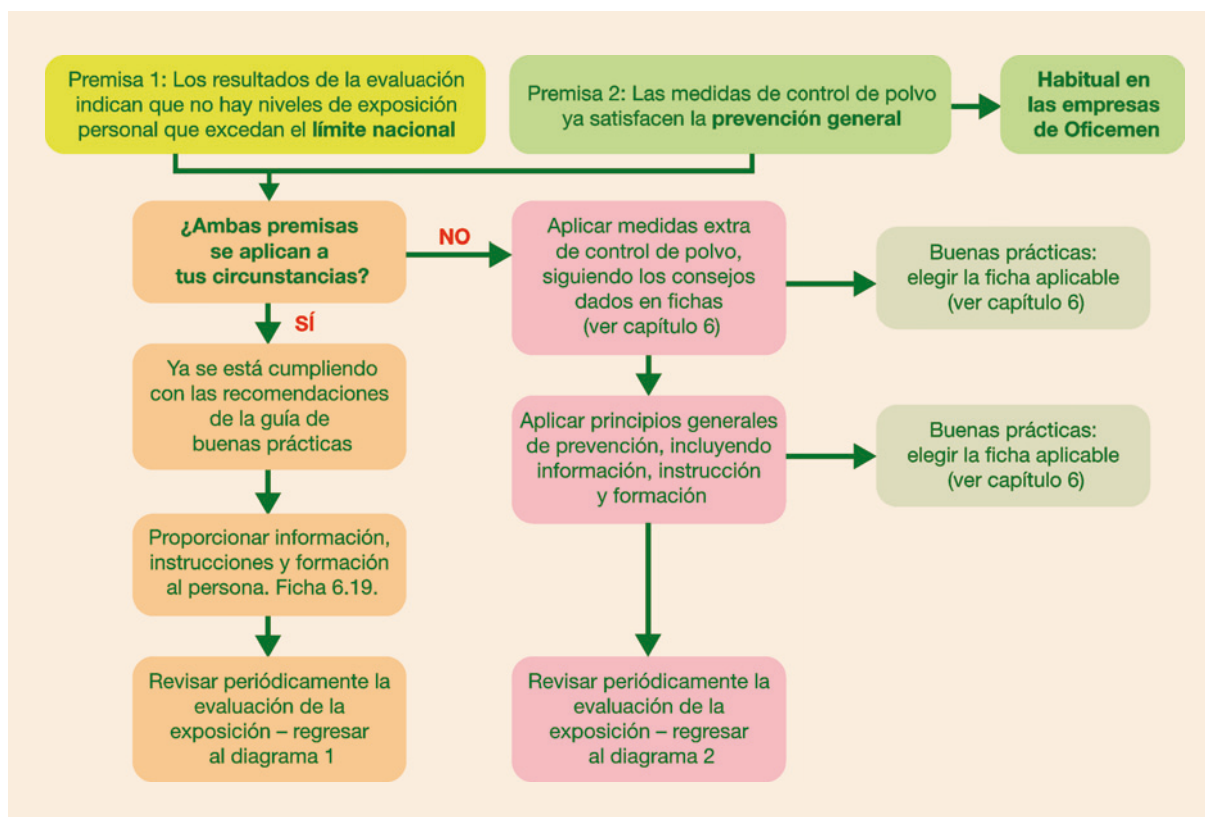 Premisa 1: Los resultados de la evaluación
indican que no hay niveles de exposición
personal que excedan el límite nacional
Premisa 2: Las medidas de control de polvo
ya satisfacen la prevención general
Habitual en
las empresas
de Oficemen
¿Ambas premisas
se aplican a
tus circunstancias?
NO
SÍ
Aplicar medidas extra
de control de polvo,
siguiendo los consejos
dados en fichas
(ver capítulo 6)
Buenas prácticas:
elegir la ficha aplicable
(ver capítulo 6)
Ya se está cumpliendo
con las recomendaciones
de la guía de
buenas prácticas
Aplicar principios generales
de prevención, incluyendo
información, instrucción
y formación
Buenas prácticas:
elegir la ficha aplicable
(ver capítulo 6)
Proporcionar información,
instrucciones y formación
al persona. Ficha 6.19.
Revisar periódicamente la
evaluación de la
exposición – regresar
al diagrama 1
Revisar periódicamente la
evaluación de la
exposición – regresar
al diagrama 2